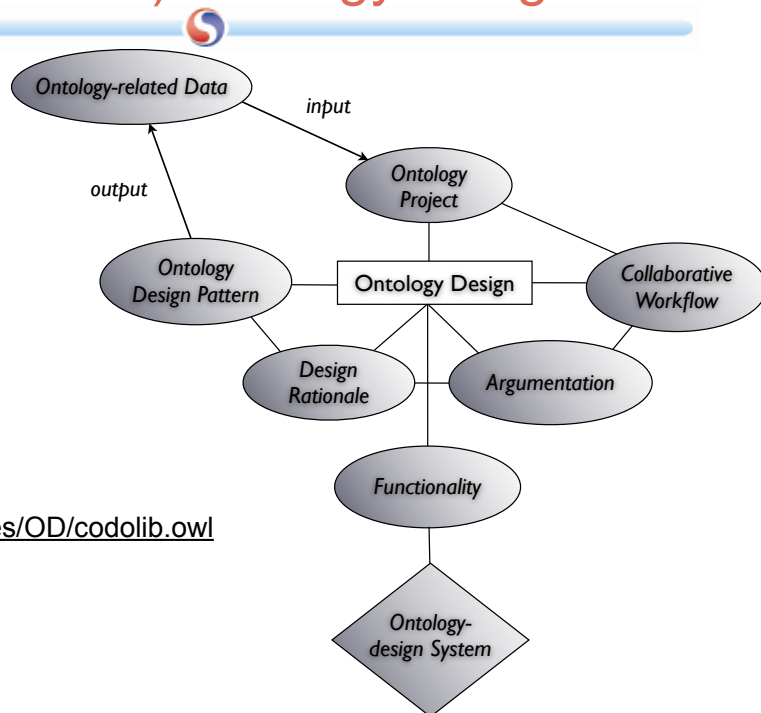 Ontology-related Data
input
Ontology
Project
output
Ontology
Design Pattern
Ontology Design
Collaborative
Workflow
Design
Rationale
Argumentation
Functionality
es/OD/codolib.owl
Ontology-
design System